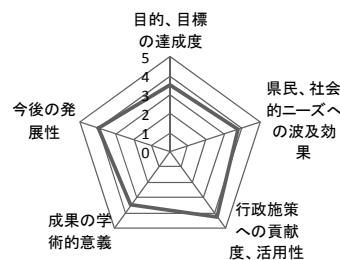 目的、目標
の達成度
5
4
3
2
1
0
県民、社会
的ニーズへ
の波及効
果
行政施策
への貢献
度、活用性
成果の学
術的意義
今後の発
展性